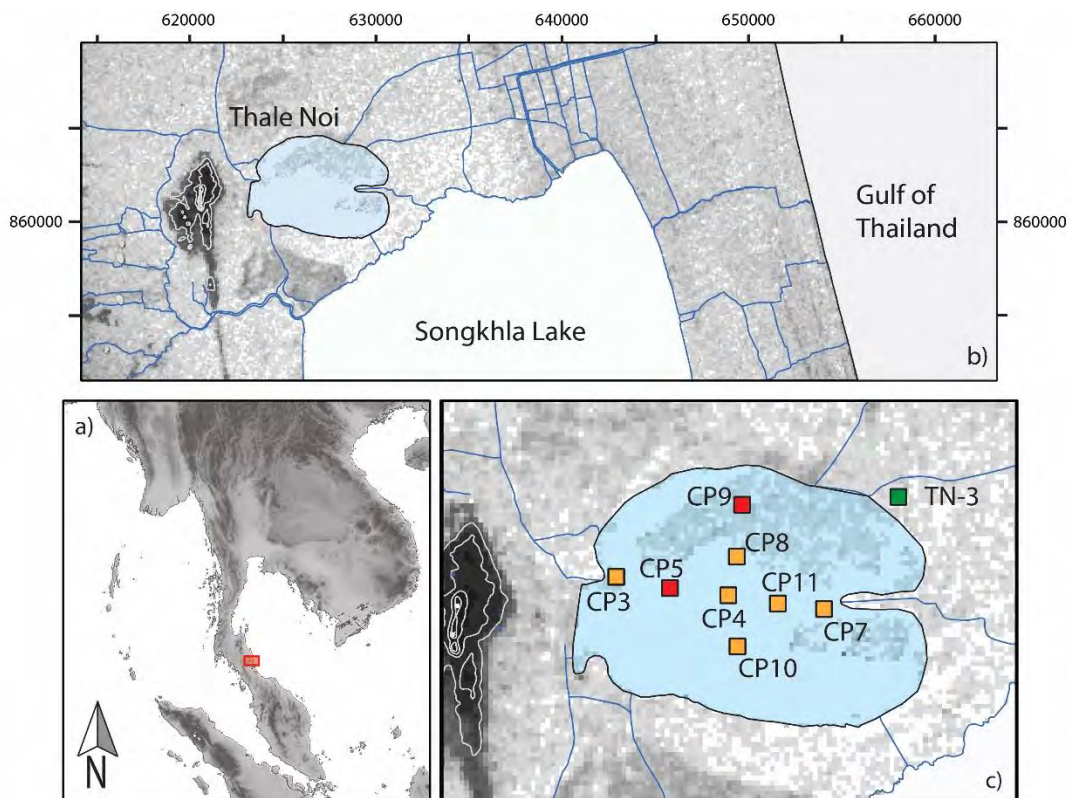 620000 630000 640000 650000 660000
Thale Noi
860000
860000
Gulf of
Thailand
Songkhla Lake
b)
a)
N
CP9
TN-3
CP8
CP5
CP11
CP3
CP4
CP7
CP10
c)